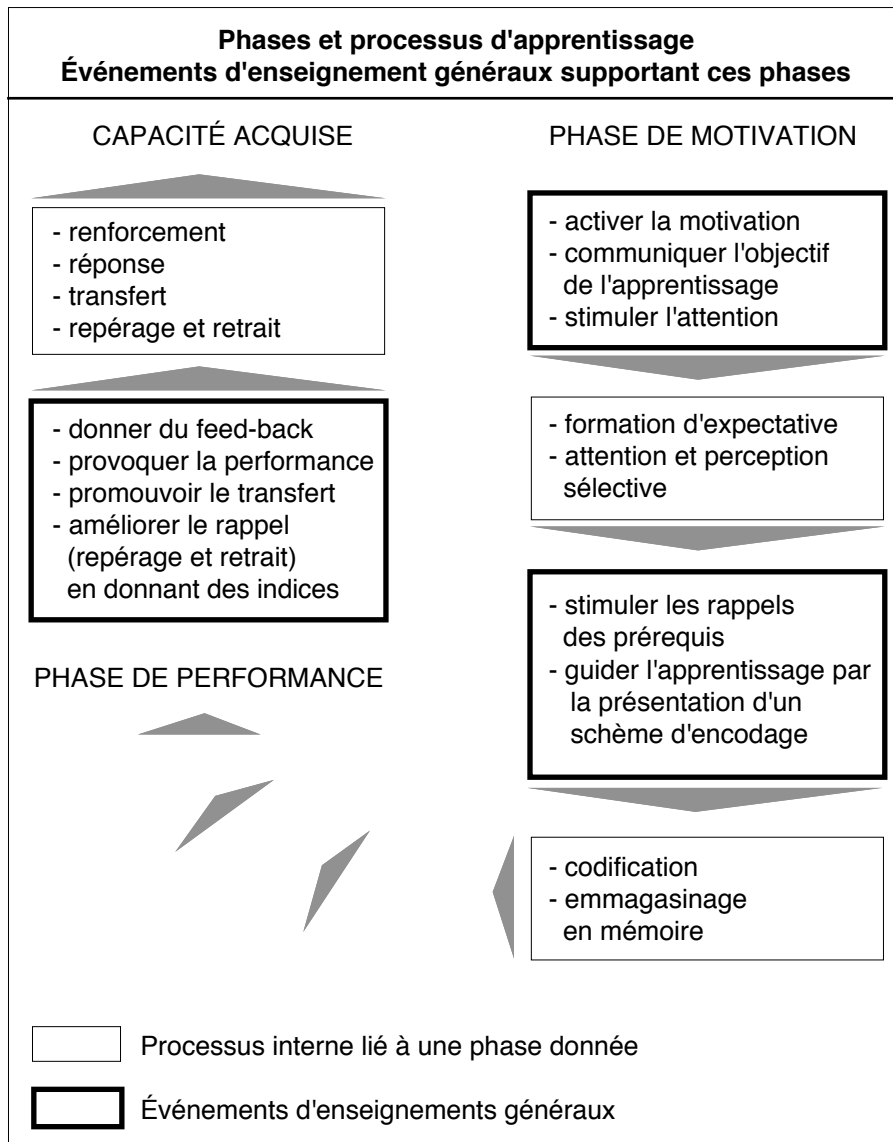 Phases et processus d'apprentissage
Événements d'enseignement généraux supportant ces phases
CAPACITÉ ACQUISE
- renforcement
- réponse
- transfert
- repérage et retrait
- donner du feed-back
- provoquer la performance
- promouvoir le transfert
- améliorer le rappel
(repérage et retrait)
en donnant des indices
PHASE DE PERFORMANCE
PHASE DE MOTIVATION
- activer la motivation
- communiquer l'objectif
de l'apprentissage
- stimuler l'attention
- formation d'expectative
- attention et perception
sélective
- stimuler les rappels
des prérequis
- guider l'apprentissage par
la présentation d'un
schème d'encodage
- codification
- emmagasinage
en mémoire
Processus interne lié à une phase donnée
Événements d'enseignements généraux